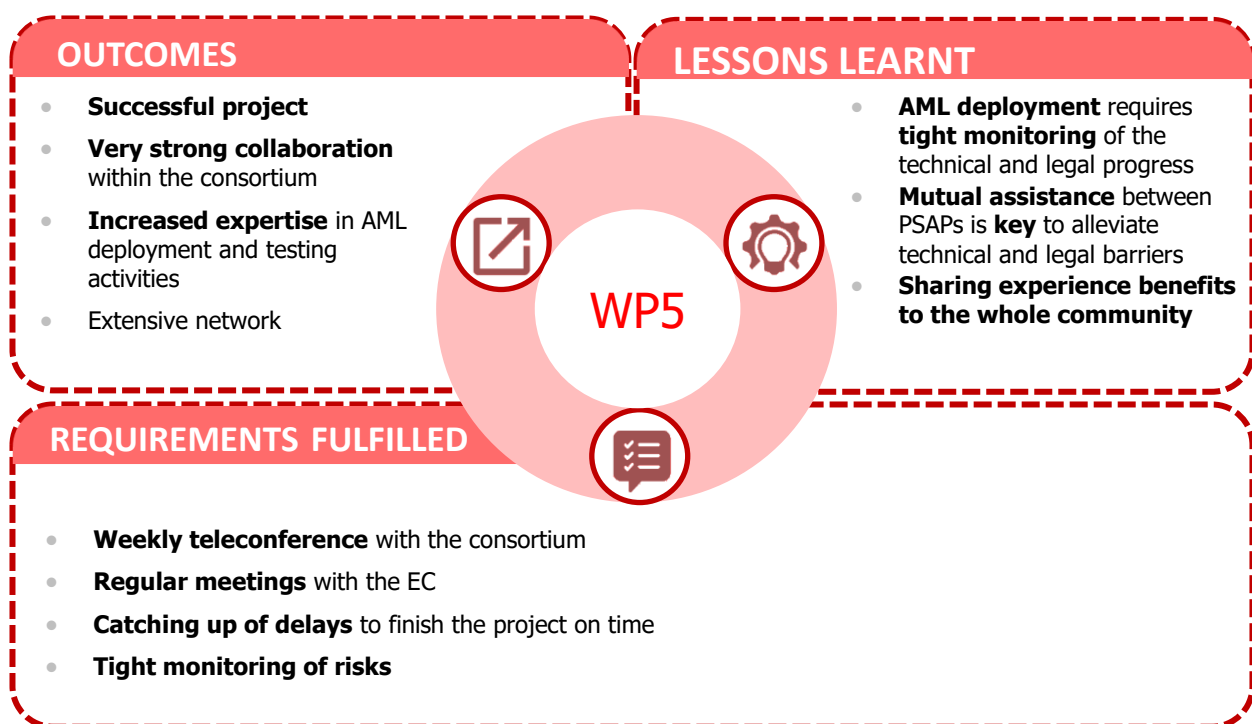 OUTCOMES
Successful project
Very strong collaboration
within the consortium
Increased expertise in AML
deployment and testing
activities
Extensive network
LESSONS LEARNT
AML deployment requires
tight monitoring of the
technical and legal progress
Mutual assistance between
PSAPs is key to alleviate
technical and legal barriers
Sharing experience benefits
to the whole community
WP5
REQUIREMENTS FULFILLED
Weekly teleconference with the consortium
Regular meetings with the EC
Catching up of delays to finish the project on time
Tight monitoring of risks